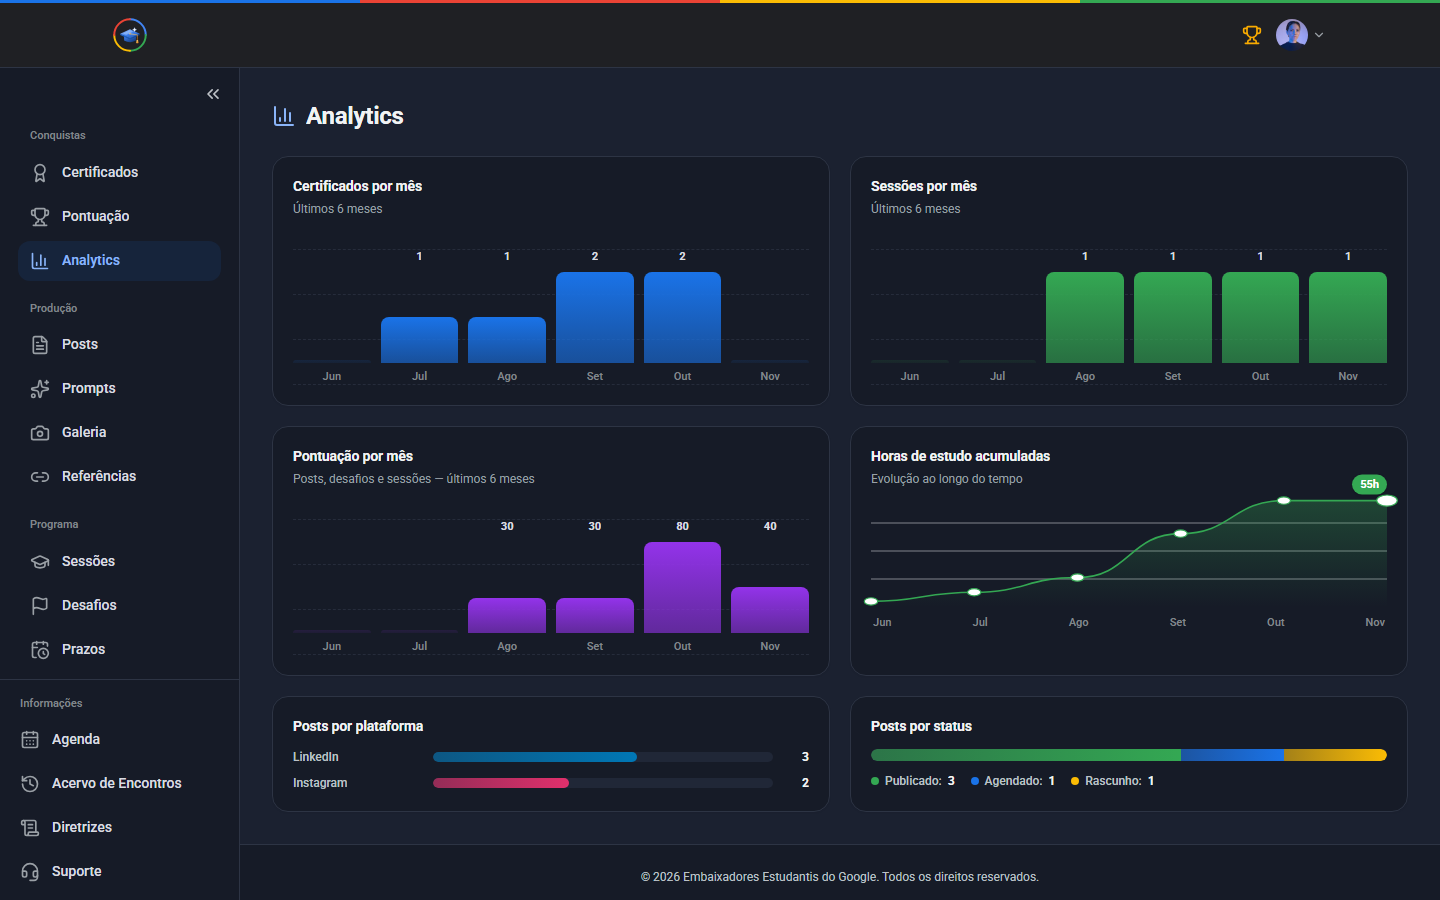 Conquistas
Certificados
Pontuação
Analytics
Produção
Posts
Prompts
Galeria
Referências
Programa
Sessões
Desafios
Prazos
Informações
Agenda
Acervo de Encontros
Diretrizes
Suporte
Analytics
Certificados por mês
Últimos 6 meses
1 1 2 2
Jun Jul Ago Set Out Nov
Sessões por mês
Últimos 6 meses
1 1 1 1
Jun Jul Ago Set Out Nov
Pontuação por mês
Posts, desafios e sessões — últimos 6 meses
30 30 80 40
Jun Jul Ago Set Out Nov
Horas de estudo acumuladas
Evolução ao longo do tempo
55h
Jun Jul Ago Set Out Nov
Posts por plataforma
LinkedIn 3
Instagram 2
Posts por status
Publicado: 3 Agendado: 1 Rascunho: 1
© 2026 Embaixadores Estudantis do Google. Todos os direitos reservados.